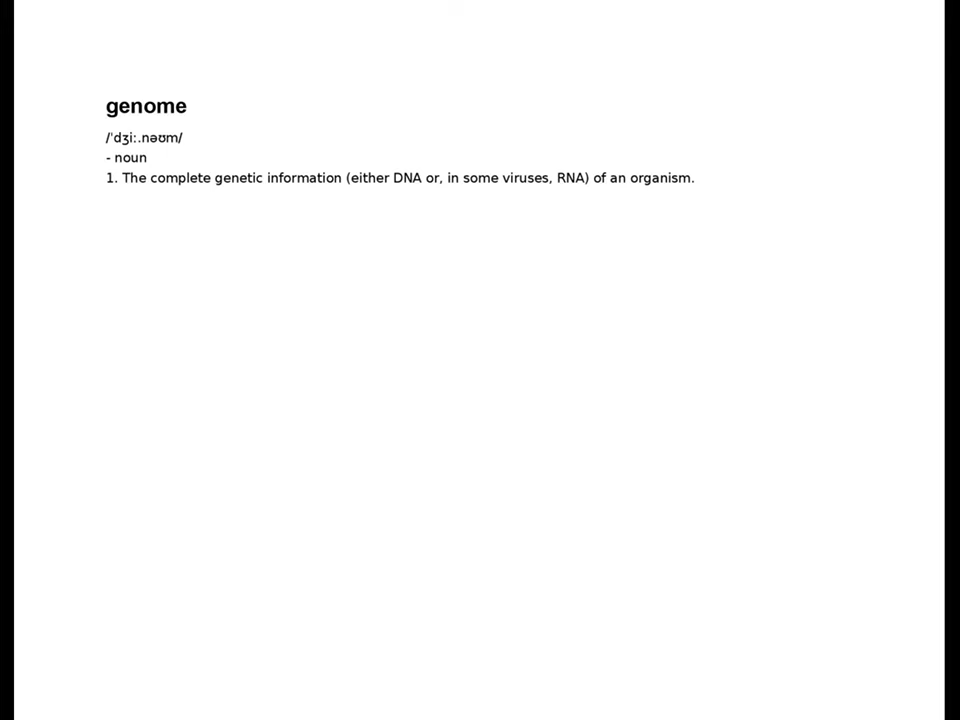 genome
/ˈdʒiː.nəʊm/
- noun
1. The complete genetic information (either DNA or, in some viruses, RNA) of an organism.